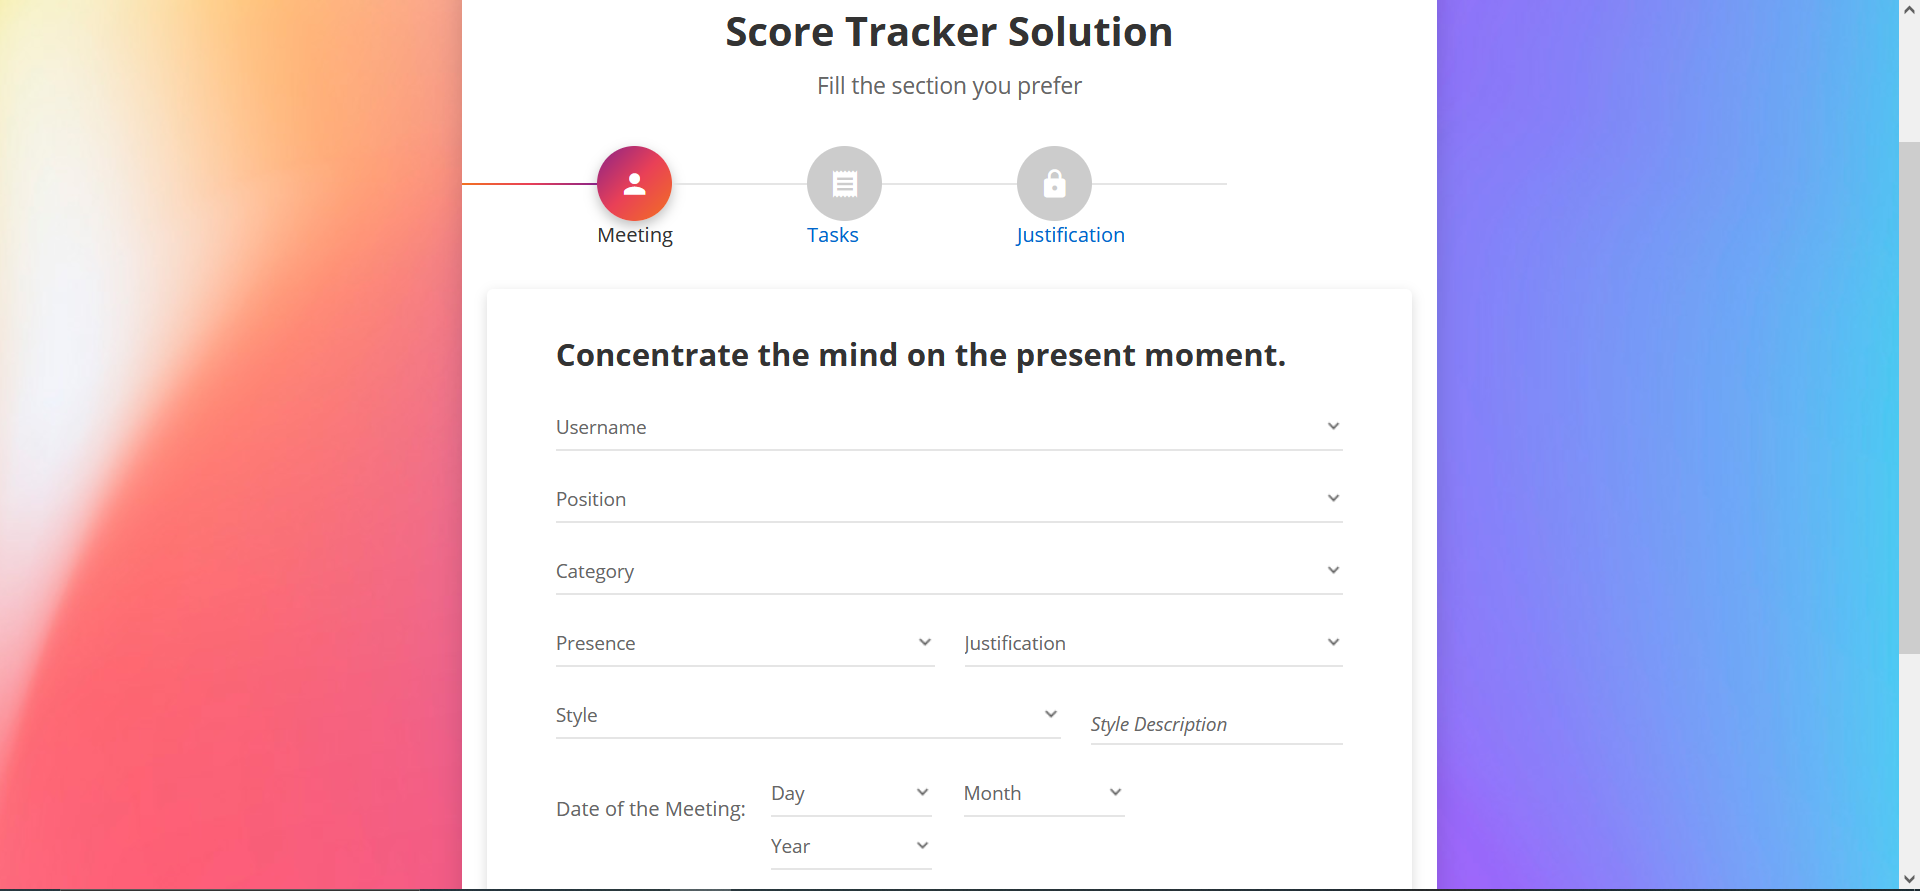 Score Tracker Solution
Fill the section you prefer
Meeting
Tasks
Justification
Concentrate the mind on the present moment.
Username
Position
Category
Presence
Justification
Style
Style Description
Date of the Meeting:
Day
Month
Year